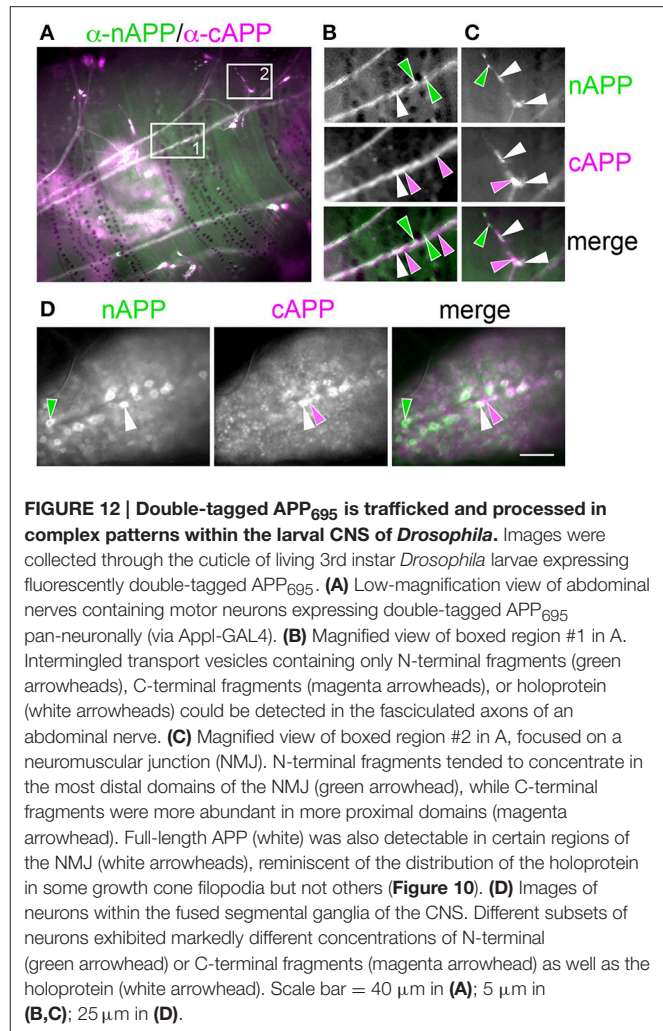 A
α-nAPP/α-cAPP
B
C
2
1
nAPP
cAPP
merge
D
nAPP
cAPP
merge
FIGURE 12 | Double-tagged APP695 is trafficked and processed in
complex patterns within the larval CNS of Drosophila. Images were
collected through the cuticle of living 3rd instar Drosophila larvae expressing
fluorescently double-tagged APP695. (A) Low-magnification view of abdominal
nerves containing motor neurons expressing double-tagged APP695
pan-neuronally (via Appl-GAL4). (B) Magnified view of boxed region #1 in A.
Intermingled transport vesicles containing only N-terminal fragments (green
arrowheads), C-terminal fragments (magenta arrowheads), or holoprotein
(white arrowheads) could be detected in the fasciculated axons of an
abdominal nerve. (C) Magnified view of boxed region #2 in A, focused on a
neuromuscular junction (NMJ). N-terminal fragments tended to concentrate in
the most distal domains of the NMJ (green arrowhead), while C-terminal
fragments were more abundant in more proximal domains (magenta
arrowhead). Full-length APP (white) was also detectable in certain regions of
the NMJ (white arrowheads), reminiscent of the distribution of the holoprotein
in some growth cone filopodia but not others (Figure 10). (D) Images of
neurons within the fused segmental ganglia of the CNS. Different subsets of
neurons exhibited markedly different concentrations of N-terminal
(green arrowhead) or C-terminal fragments (magenta arrowhead) as well as the
holoprotein (white arrowhead). Scale bar = 40 μm in (A); 5 μm in
(B,C); 25 μm in (D).